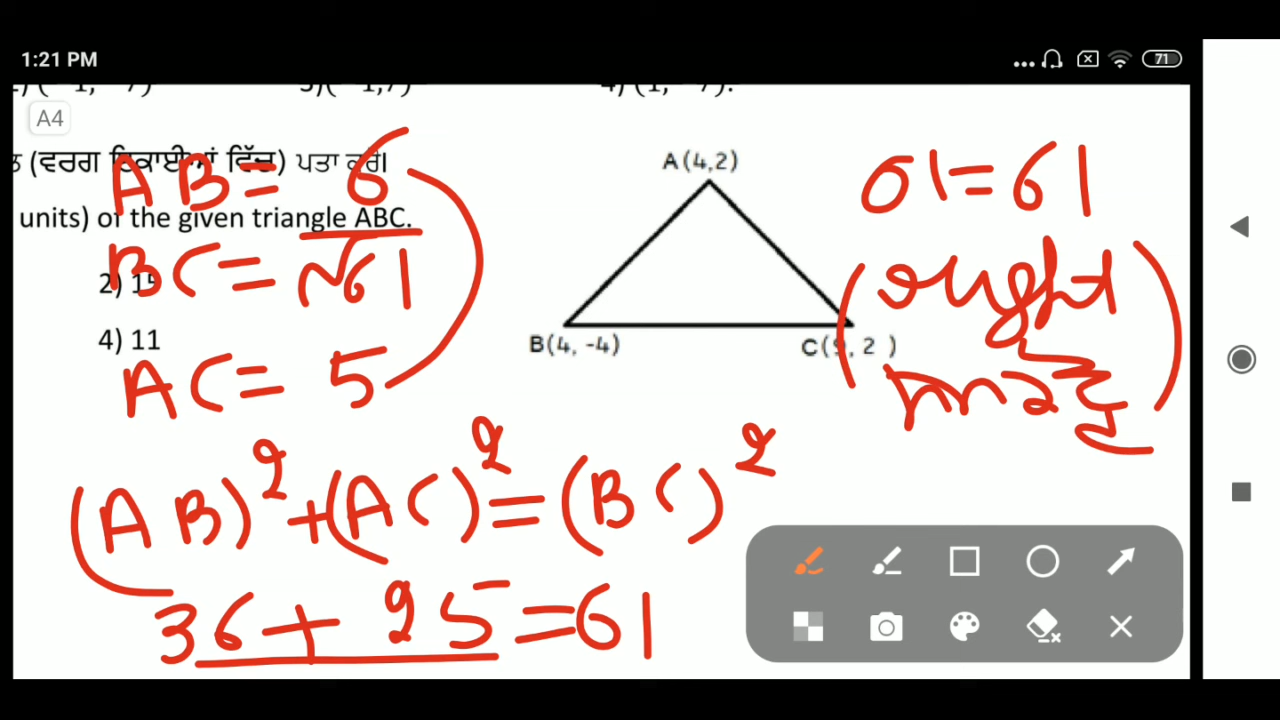 1:21 PM
71
A4
(ਵਰਗ ਇਕਾਈਆਂ ਵਿੱਚ) ਪਤਾ ਕਰੋ।
units) of the given triangle ABC.
2) 15
4) 11
A(4,2)
B(4, -4)
C(9, 2 )
AB = 6
BC = √61
AC = 5
(AB)² + (AC)² = (BC)²
36 + 25 = 61
61 = 61
(right